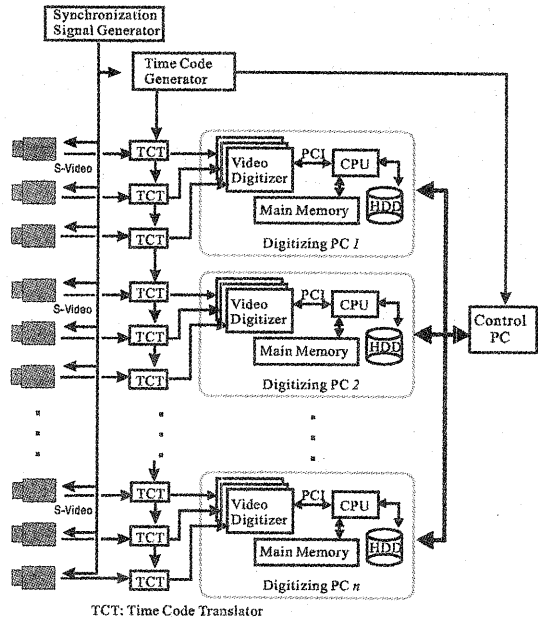 Synchronization
Signal Generator
Time Code
Generator
TCT
S-Video
TCT
TCT
Video
Digitizer
PCI
CPU
Main Memory
HDD
Digitizing PC 1
TCT
S-Video
TCT
TCT
Video
Digitizer
PCI
CPU
Main Memory
HDD
Digitizing PC 2
Control
PC
TCT
S-Video
TCT
TCT
Video
Digitizer
PCI
CPU
Main Memory
HDD
Digitizing PC n
TCT: Time Code Translator